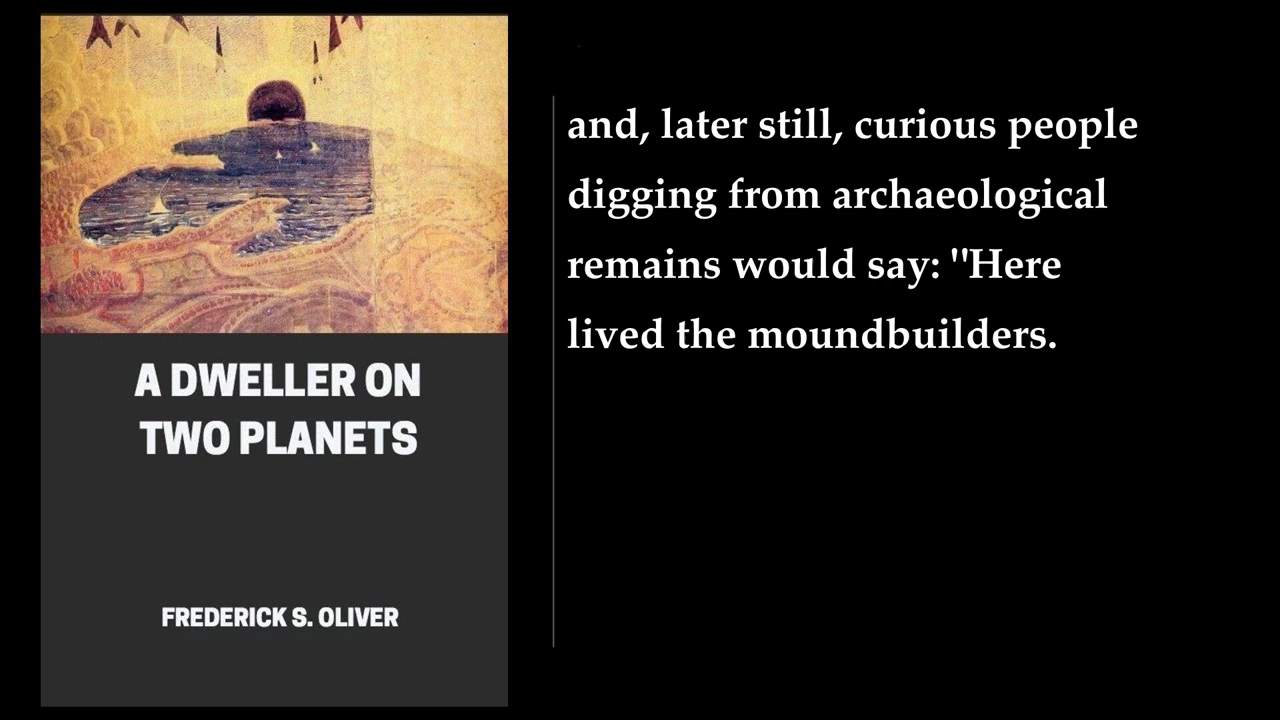 A DWELLER ON
TWO PLANETS
FREDERICK S. OLIVER
and, later still, curious people
digging from archaeological
remains would say: "Here
lived the moundbuilders.